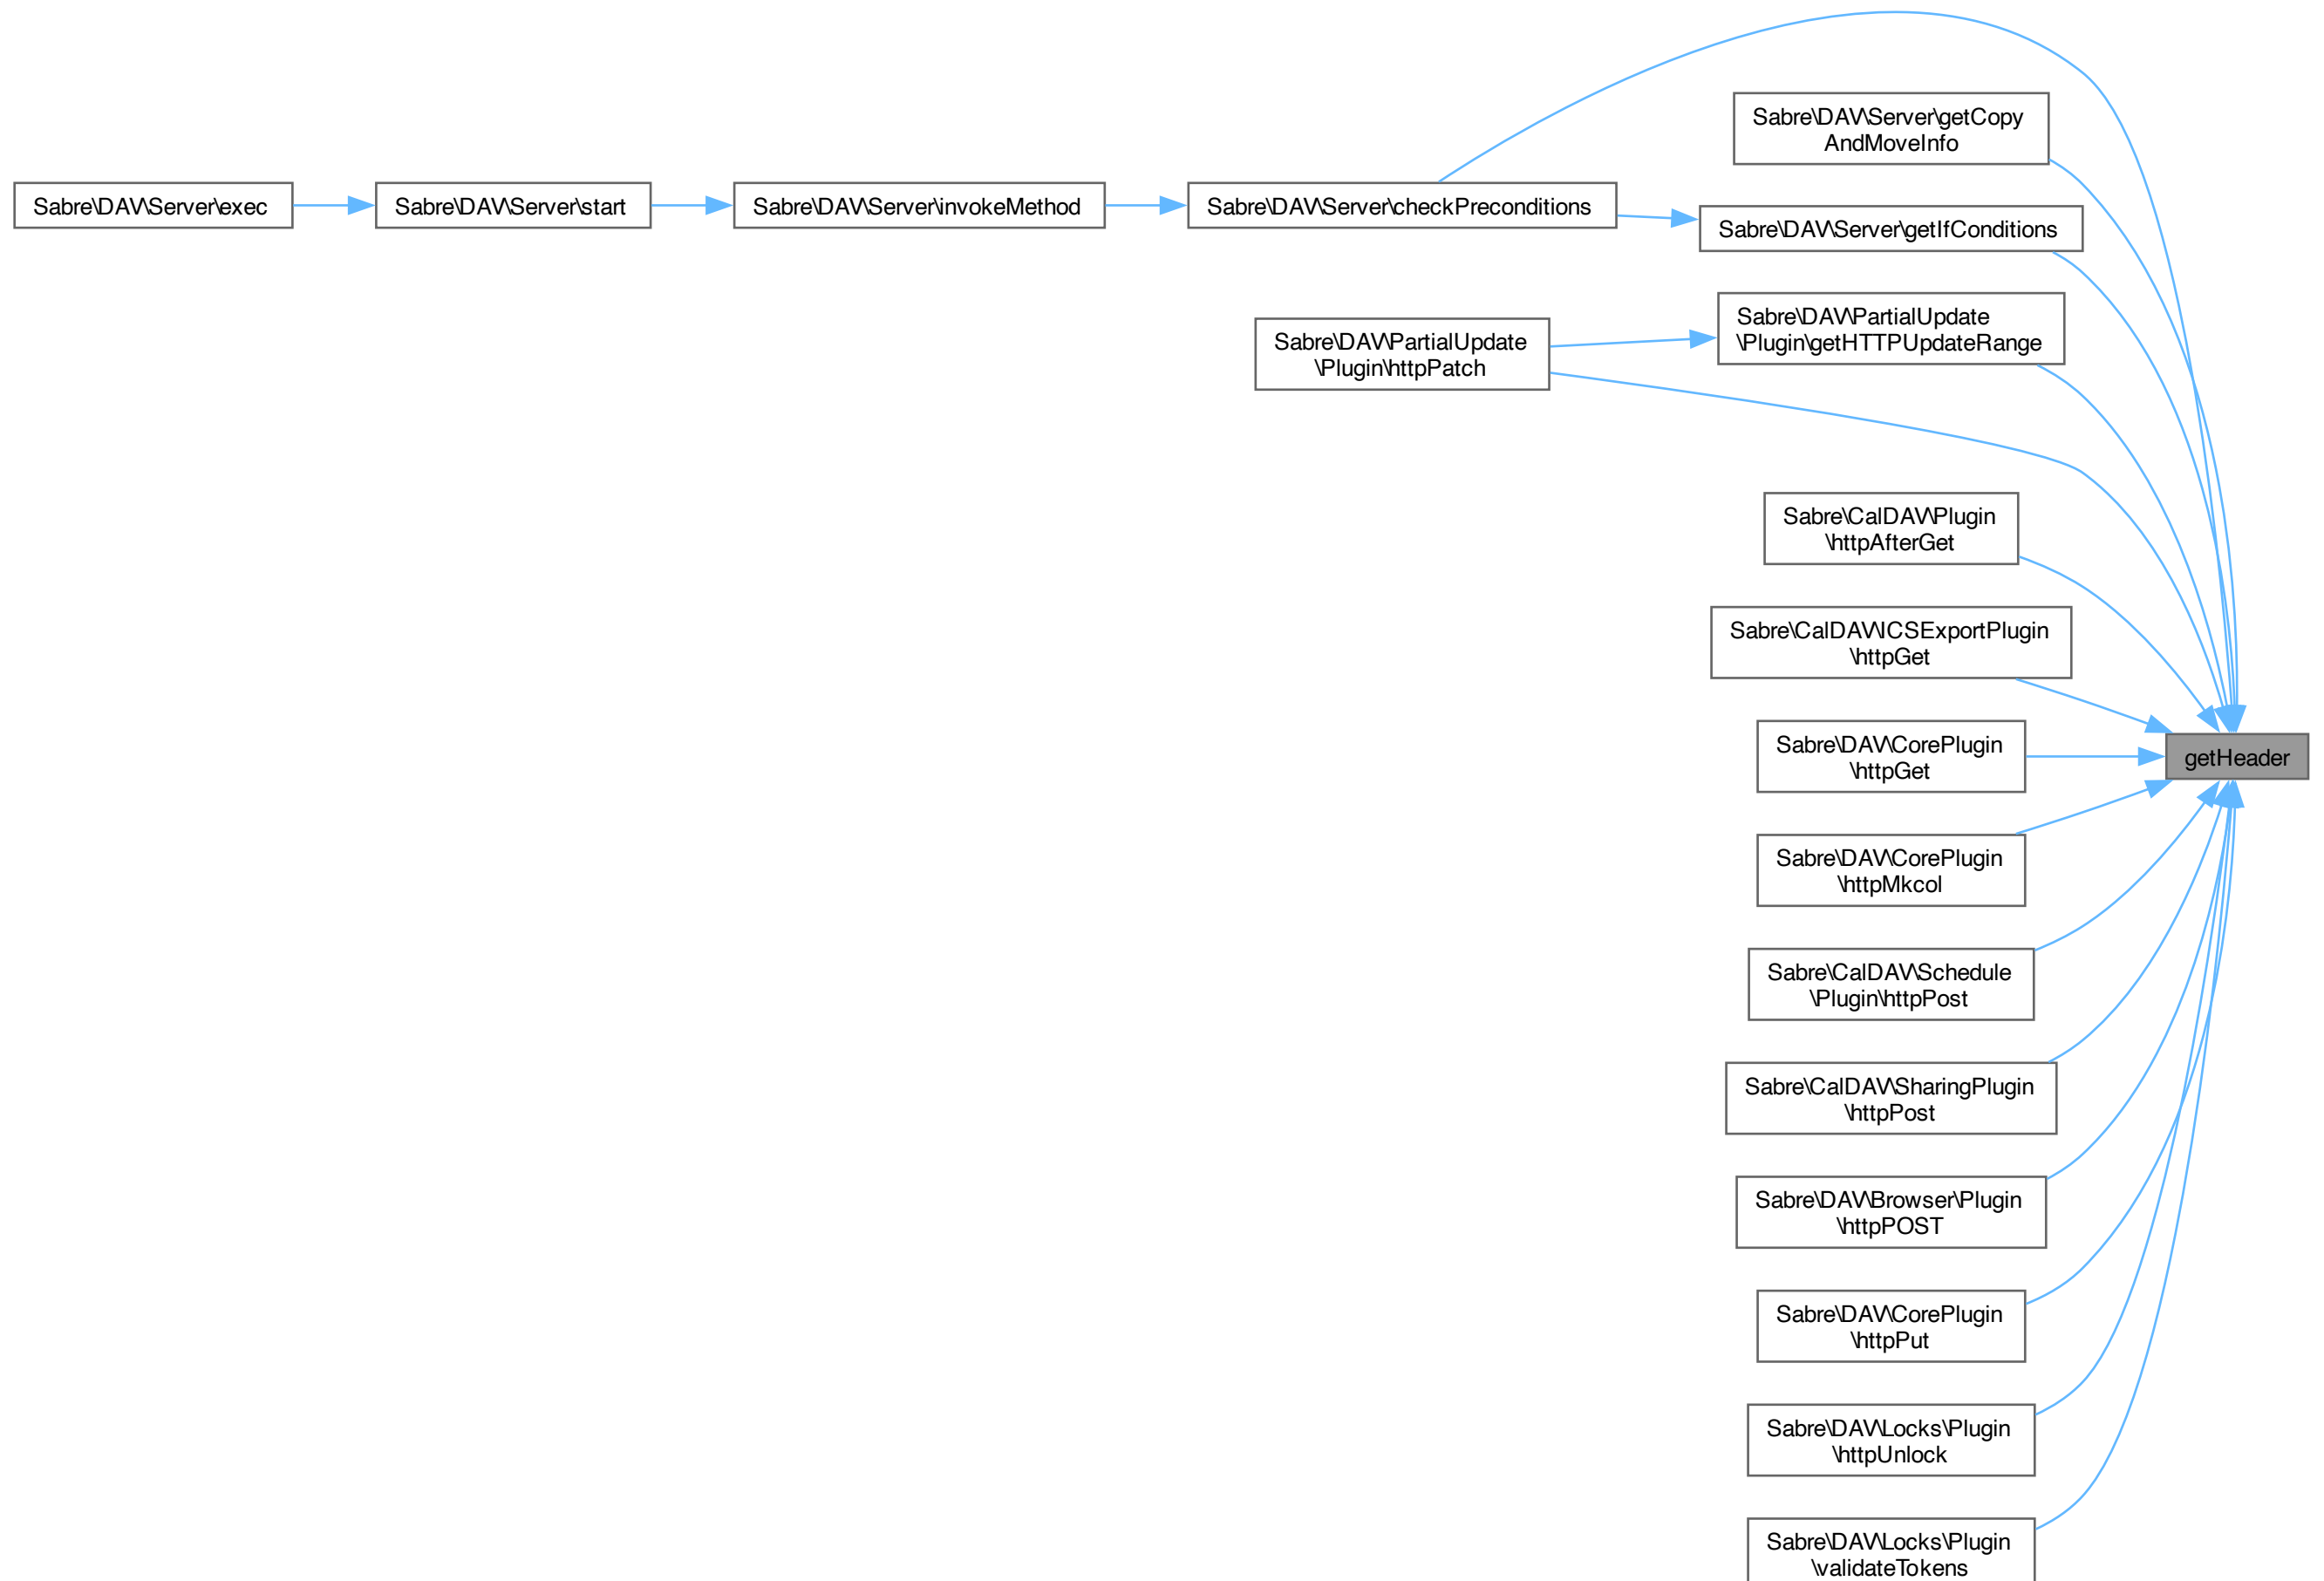 Sabre\DAV\Server\getCopy
AndMoveInfo
Sabre\DAV\Server\exec
Sabre\DAV\Server\start
Sabre\DAV\Server\invokeMethod
Sabre\DAV\Server\checkPreconditions
Sabre\DAV\Server\getIfConditions
Sabre\DAV\PartialUpdate
\Plugin\getHTTPUpdateRange
Sabre\DAV\PartialUpdate
\Plugin\httpPatch
Sabre\CalDAV\Plugin
\httpAfterGet
Sabre\CalDAV\ICSExportPlugin
\httpGet
Sabre\DAV\CorePlugin
\httpGet
getHeader
Sabre\DAV\CorePlugin
\httpMkcol
Sabre\CalDAV\Schedule
\Plugin\httpPost
Sabre\CalDAV\SharingPlugin
\httpPost
Sabre\DAV\Browser\Plugin
\httpPOST
Sabre\DAV\CorePlugin
\httpPut
Sabre\DAV\Locks\Plugin
\httpUnlock
Sabre\DAV\Locks\Plugin
\validateTokens